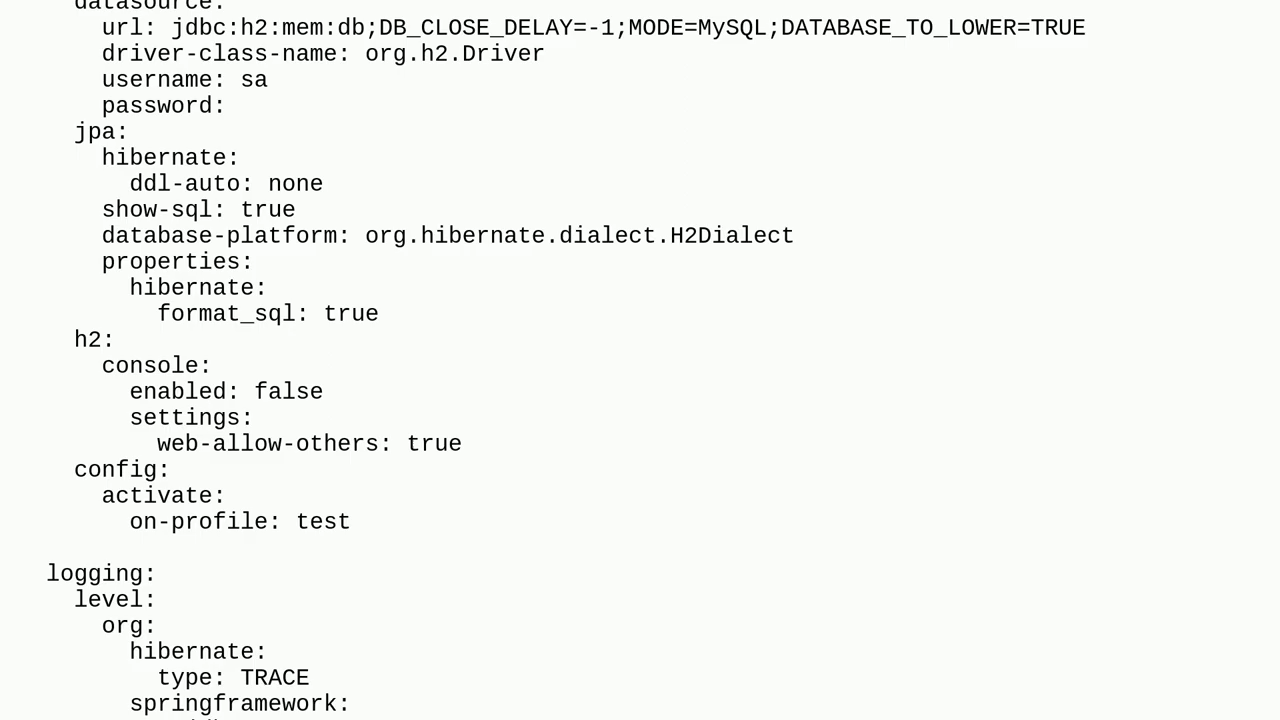 datasource:
url: jdbc:h2:mem:db;DB_CLOSE_DELAY=-1;MODE=MySQL;DATABASE_TO_LOWER=TRUE
driver-class-name: org.h2.Driver
username: sa
password:
jpa:
hibernate:
ddl-auto: none
show-sql: true
database-platform: org.hibernate.dialect.H2Dialect
properties:
hibernate:
format_sql: true
h2:
console:
enabled: false
settings:
web-allow-others: true
config:
activate:
on-profile: test
logging:
level:
org:
hibernate:
type: TRACE
springframework: